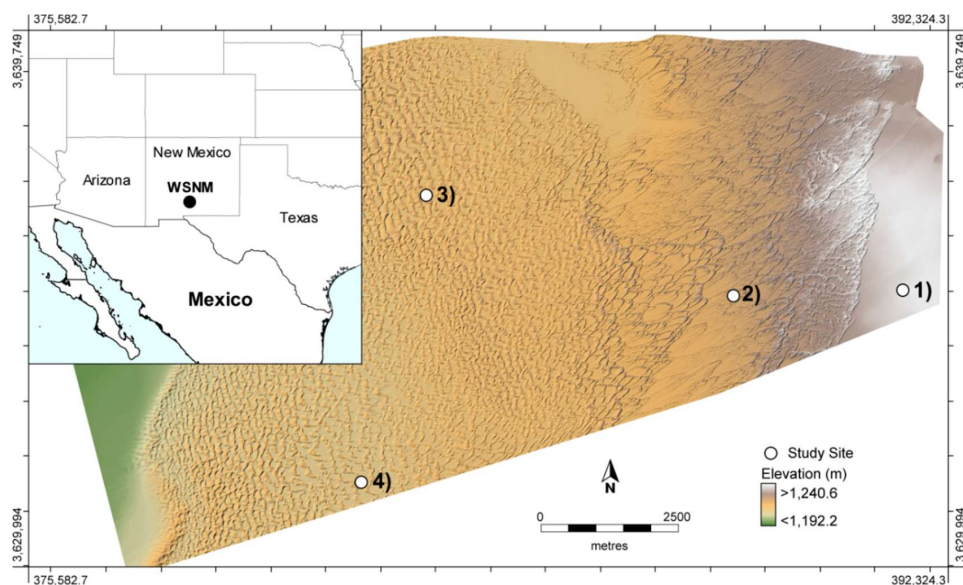 375,582.7
392,324.3
3,639,749
3,639,749
New Mexico
Arizona
WSNM
Texas
Mexico
3)
2)
1)
4)
Study Site
Elevation (m)
>1,240.6
<1,192.2
N
0
2500
metres
3,629,994
3,629,994
375,582.7
392,324.3